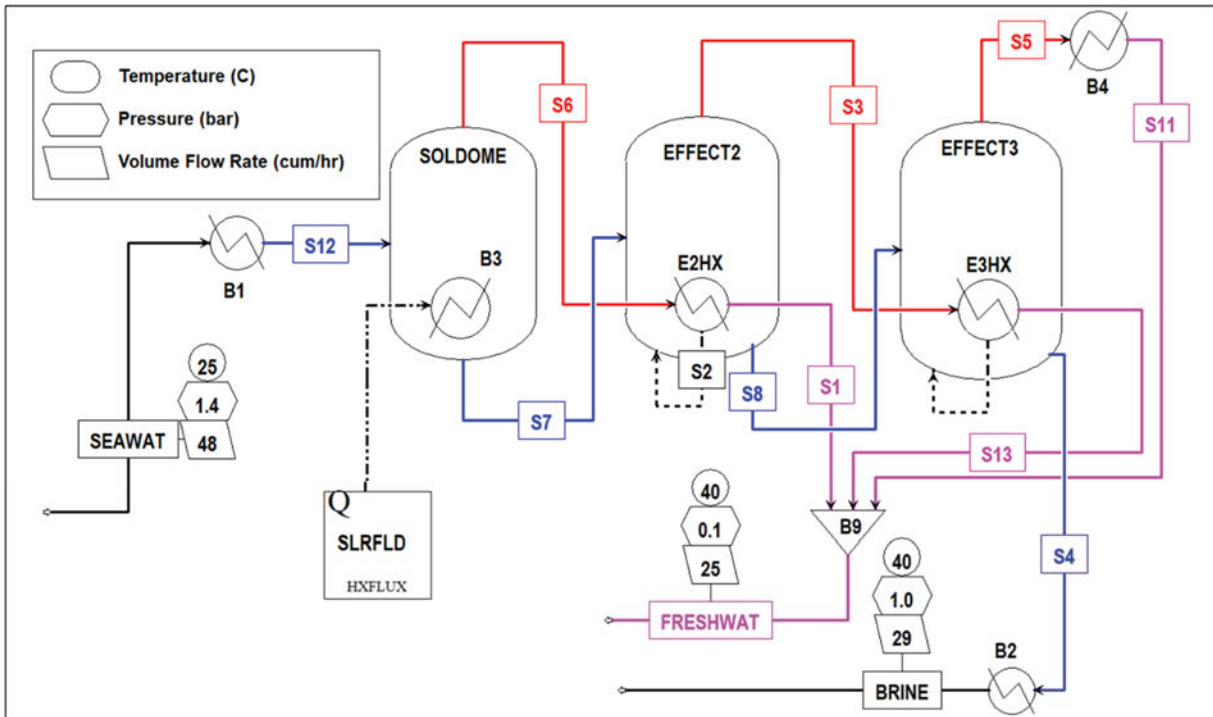 Temperature (C)
Pressure (bar)
Volume Flow Rate (cum/hr)
S6
S3
S5
B4
S11
SOLDOME
EFFECT2
EFFECT3
S12
B1
B3
E2HX
E3HX
25
1.4
48
SEAWAT
S7
S2
S8
S1
S13
Q
SLRFLD
HXFLUX
40
0.1
25
FRESHWAT
B9
S4
40
1.0
29
BRINE
B2